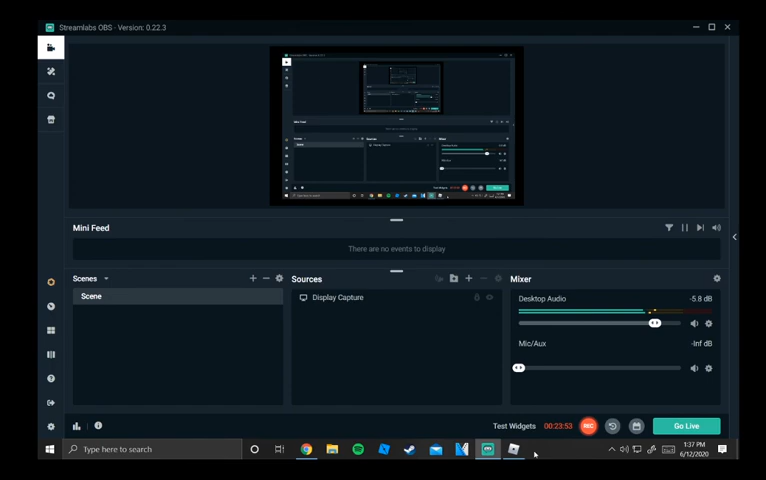 Streamlabs OBS - Version: 0.22.3
Mini Feed
There are no events to display
Scenes
Scene
Sources
Display Capture
Mixer
Desktop Audio
-5.8 dB
Mic/Aux
-Inf dB
Test Widgets
00:23:53
REC
Go Live
Type here to search
1:37 PM
6/12/2020